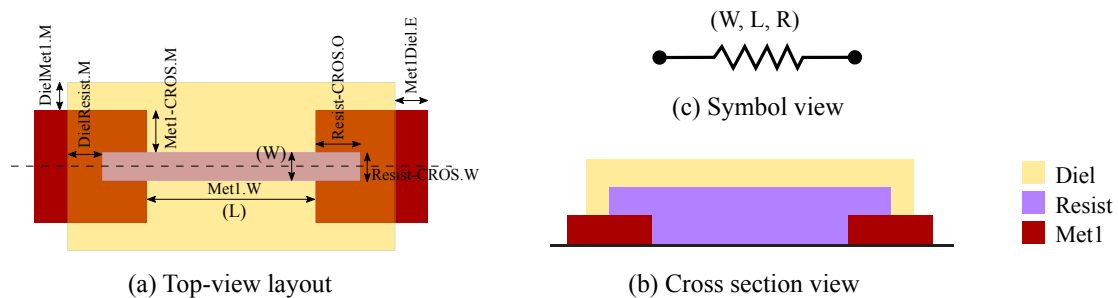 DielMet1.M
DielResist.M
Met1-CROS.M
Resist-CROS.O
Met1Diel.E
(W)
Resist-CROS.W
Met1.W
(L)
(a) Top-view layout
(W, L, R)
(c) Symbol view
(b) Cross section view
Diel
Resist
Met1